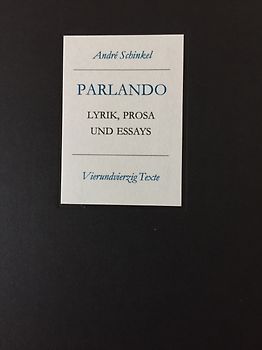 André Schinkel
PARLANDO
LYRIK, PROSA
UND ESSAYS
Vierundvierzig Texte